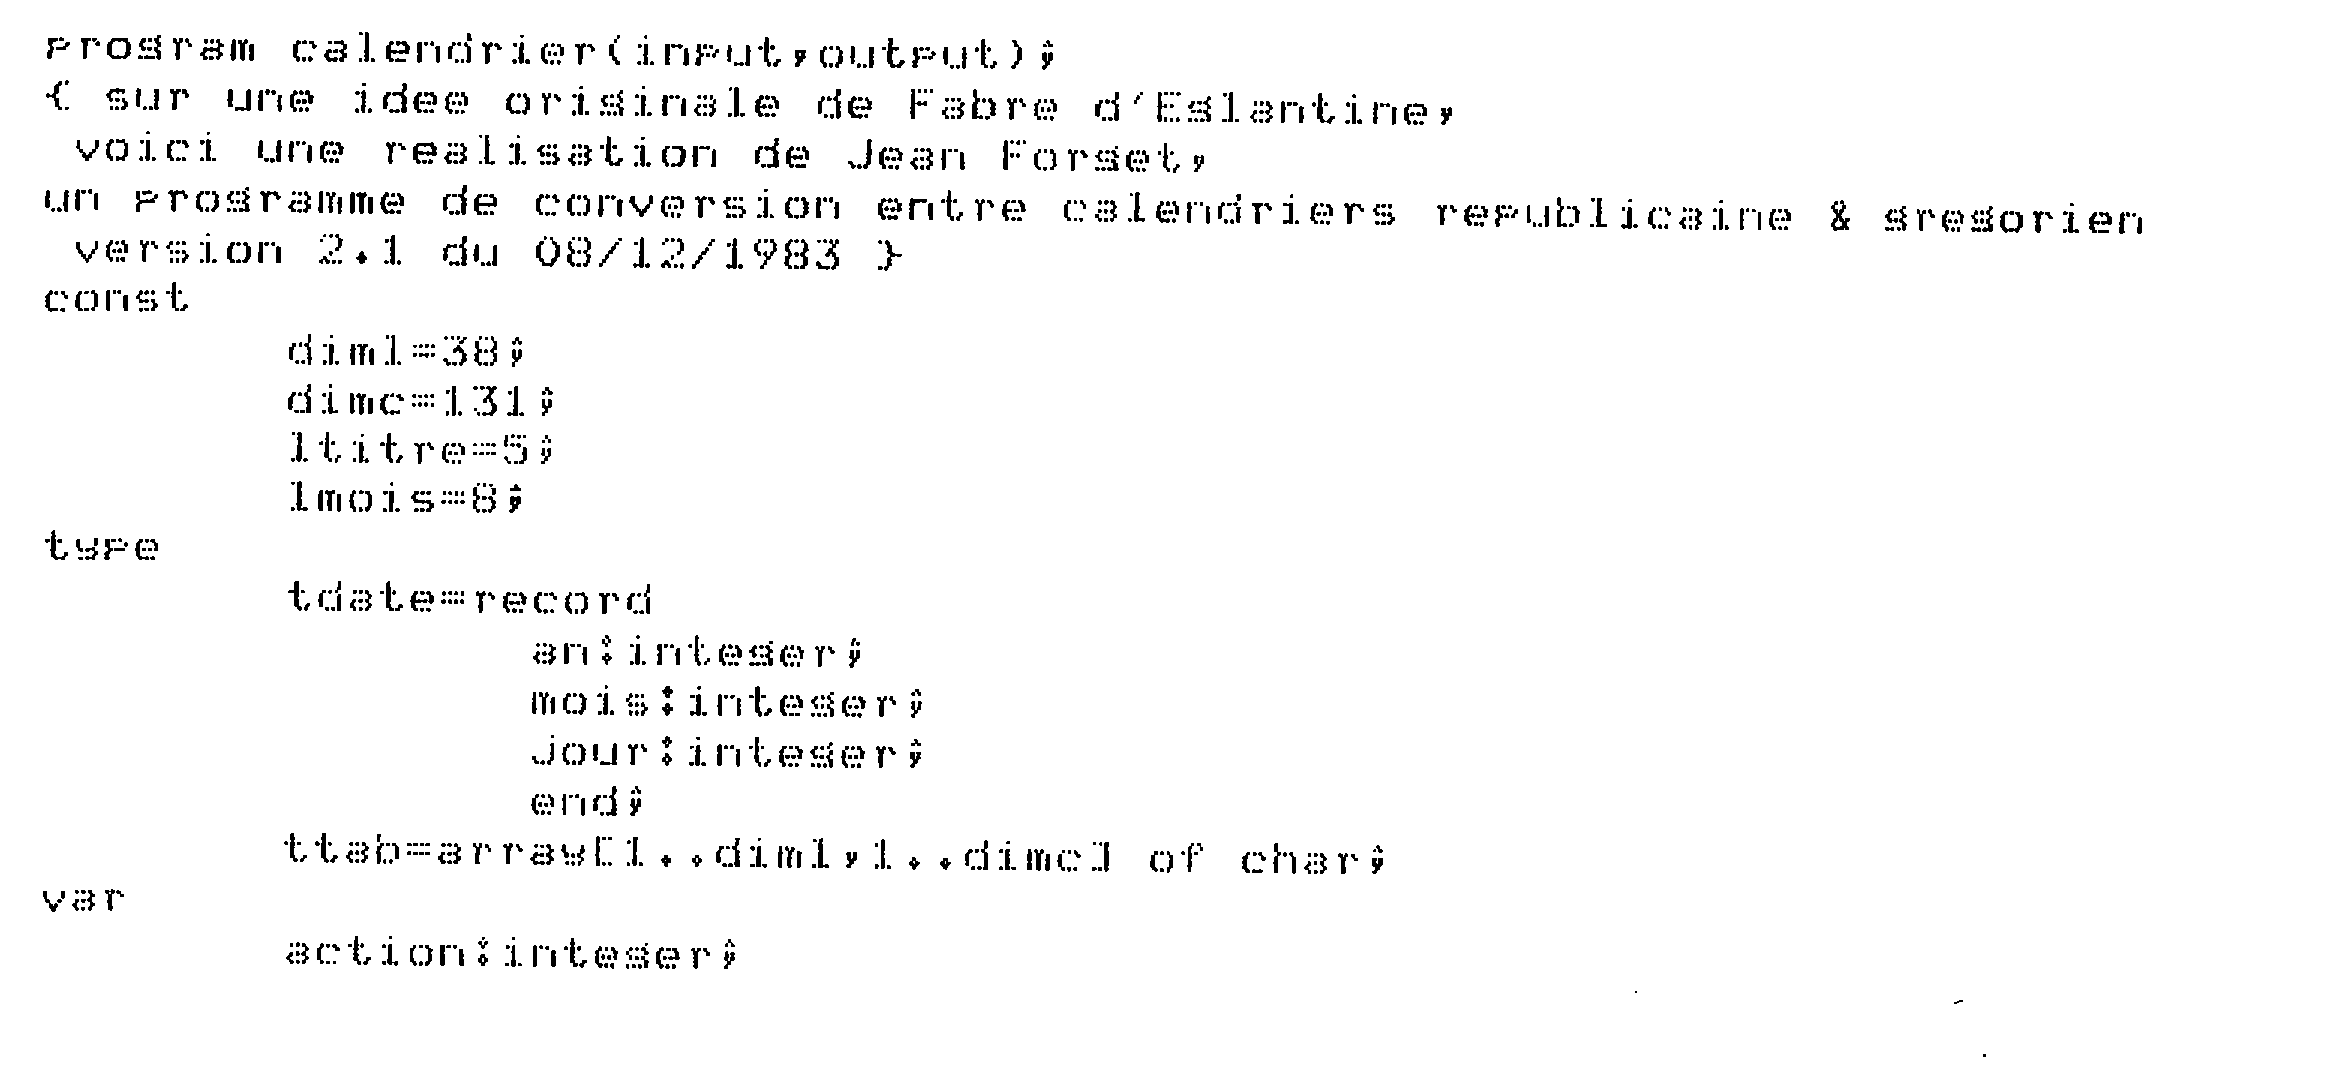 program calendrier(input,output);
{ sur une idee originale de Fabre d'Eglantine,
 voici une realisation de Jean Forget,
un programme de conversion entre calendriers republicaine & gregorien
 version 2.1 du 08/12/1983 }
const
        diml=38;
        dimc=131;
        ltitre=5;
        lmois=8;
type
        tdate=record
                an:integer;
                mois:integer;
                jour:integer;
                end;
        ttab=array[1..diml,1..dimc] of char;
var
        action:integer;